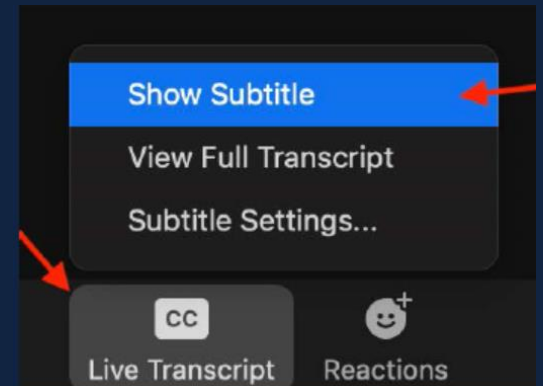 Show Subtitle
View Full Transcript
Subtitle Settings...
CC
Live Transcript
Reactions